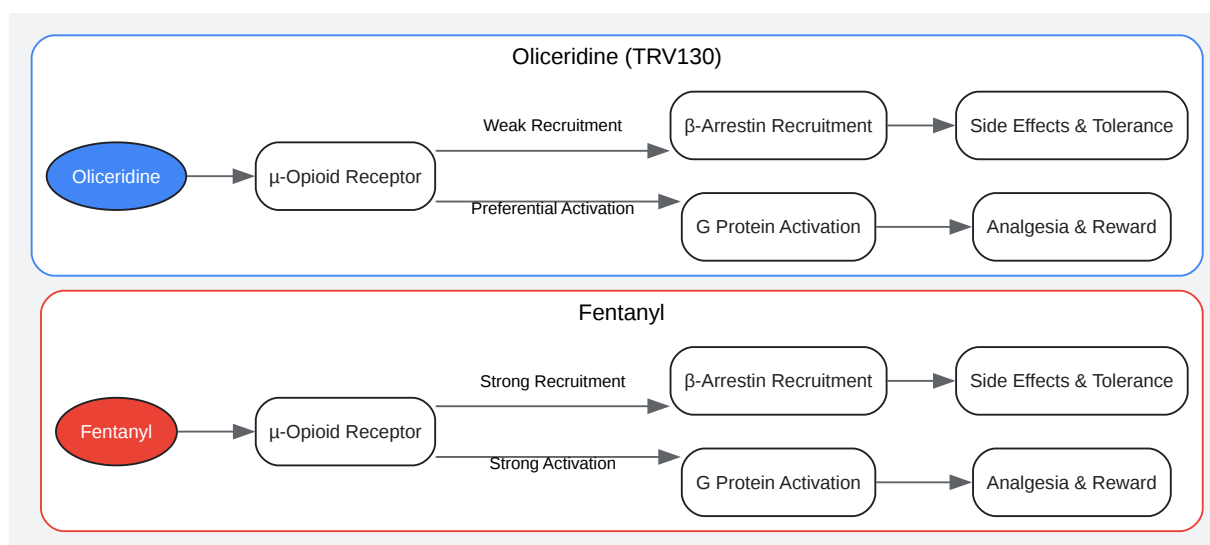 Oliceridine (TRV130)
Oliceridine
µ-Opioid Receptor
Weak Recruitment
Preferential Activation
β-Arrestin Recruitment
Side Effects & Tolerance
G Protein Activation
Analgesia & Reward
Fentanyl
Fentanyl
µ-Opioid Receptor
Strong Recruitment
Strong Activation
β-Arrestin Recruitment
Side Effects & Tolerance
G Protein Activation
Analgesia & Reward